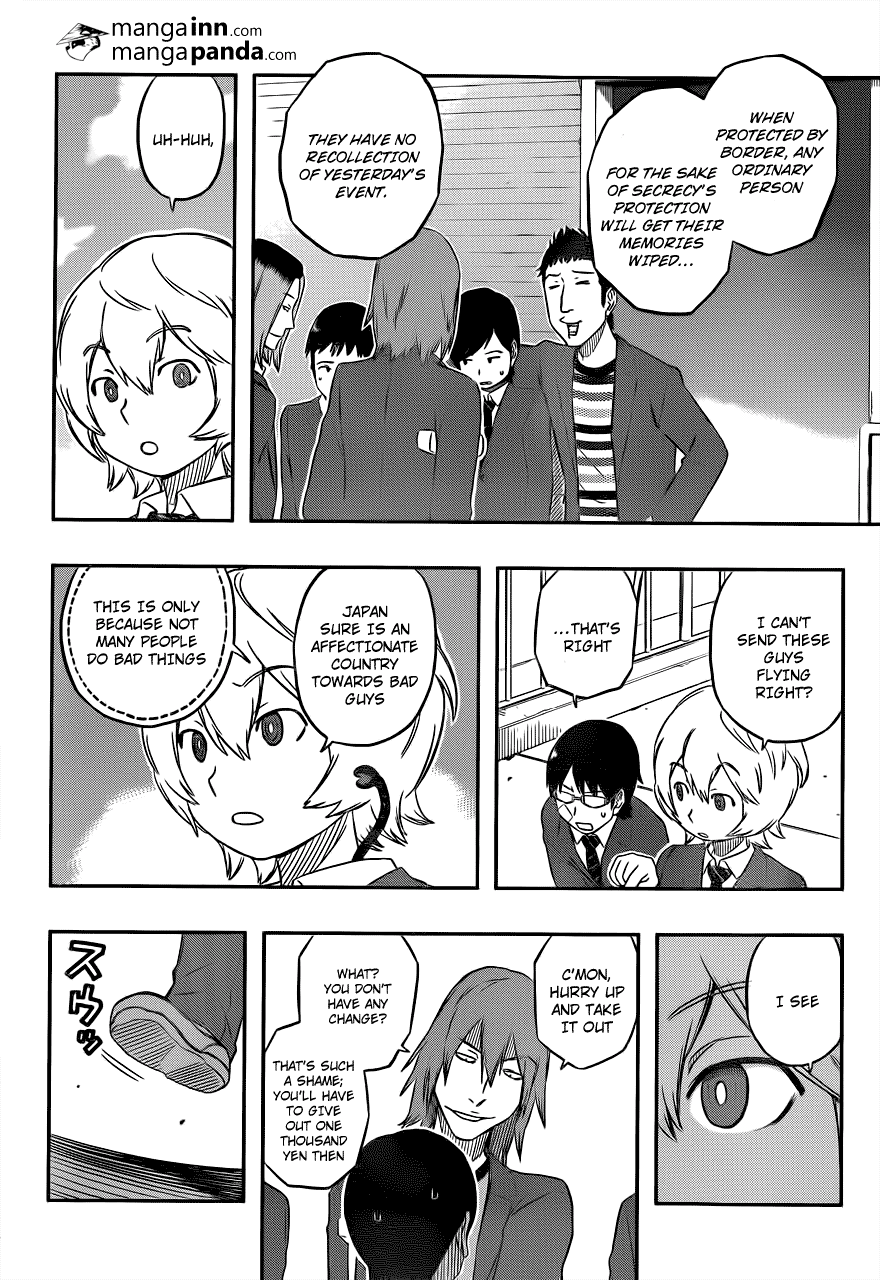 mangainn.com
mangapanda.com
WHEN
PROTECTED BY
BORDER, ANY
ORDINARY
PERSON
FOR THE SAKE
OF SECRECY'S
PROTECTION
WILL GET THEIR
MEMORIES
WIPED...
THEY HAVE NO
RECOLLECTION
OF YESTERDAY'S
EVENT.
UH-HUH,
I CAN'T
SEND THESE
GUYS
FLYING
RIGHT?
...THAT'S
RIGHT
JAPAN
SURE IS AN
AFFECTIONATE
COUNTRY
TOWARDS BAD
GUYS
THIS IS ONLY
BECAUSE NOT
MANY PEOPLE
DO BAD THINGS
I SEE
C'MON,
HURRY UP
AND TAKE
IT OUT
WHAT?
YOU DON'T
HAVE ANY
CHANGE?
THAT'S SUCH
A SHAME;
YOU'LL HAVE
TO GIVE
OUT ONE
THOUSAND
YEN THEN
スウッ